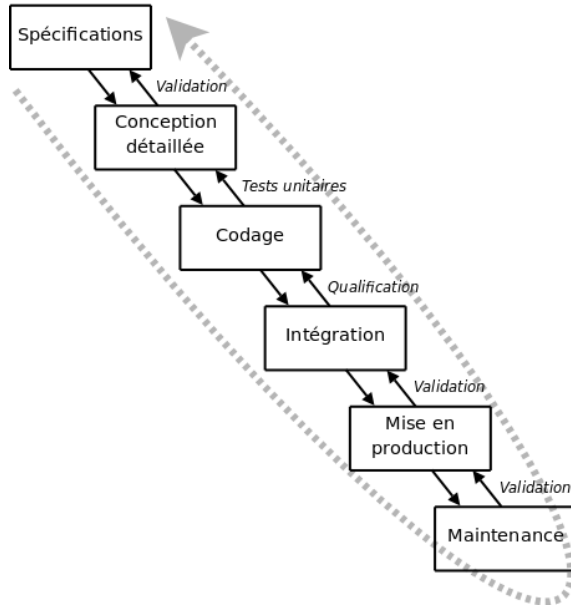 Spécifications
Validation
Conception
détaillée
Tests unitaires
Codage
Qualification
Intégration
Validation
Mise en
production
Validation
Maintenance